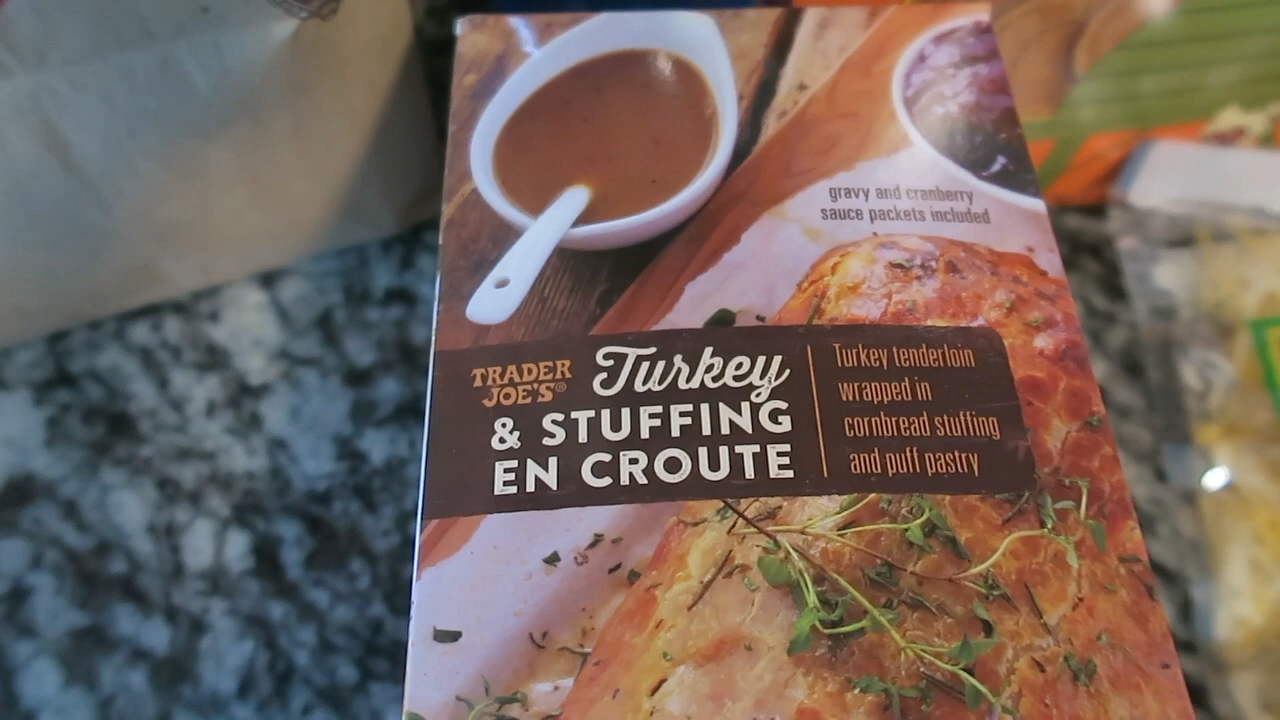 gravy and cranberry
sauce packets included
TRADER
JOE'S®
Turkey
& STUFFING
EN CROUTE
Turkey tenderloin
wrapped in
cornbread stuffing
and puff pastry